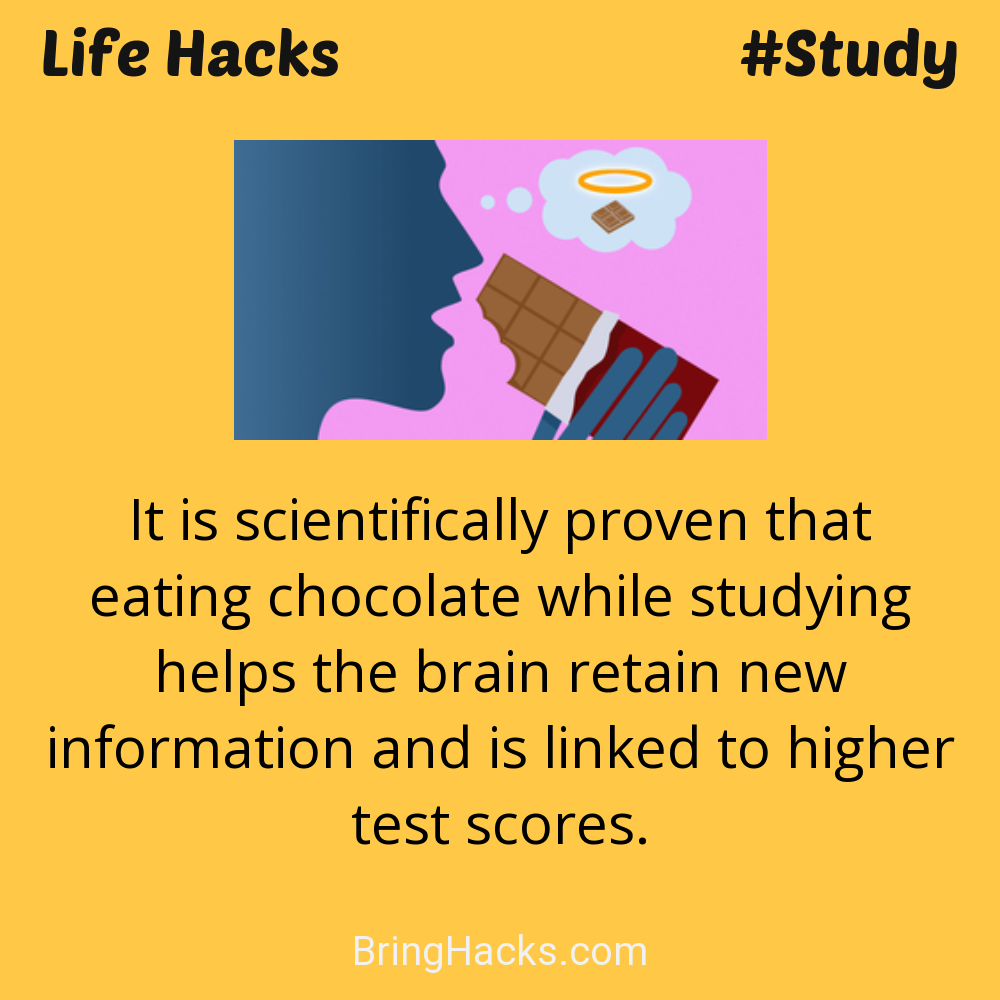 Life Hacks #Study
It is scientifically proven that
eating chocolate while studying
helps the brain retain new
information and is linked to higher
test scores.
BringHacks.com